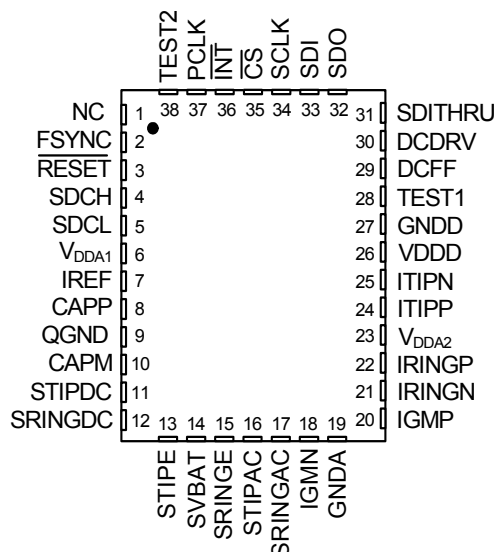 TEST2
PCLK
INT
CS
SCLK
SDI
SDO
38 37 36 35 34 33 32
NC 1
FSYNC 2
RESET 3
SDCH 4
SDCL 5
VDDA1 6
IREF 7
CAPP 8
QGND 9
CAPM 10
STIPDC 11
SRINGDC 12
31 SDITHRU
30 DCDRV
29 DCFF
28 TEST1
27 GNDD
26 VDDD
25 ITIPN
24 ITIPP
23 VDDA2
22 IRINGP
21 IRINGN
20 IGMP
13 14 15 16 17 18 19
STIPE
SVBAT
SRINGE
STIPAC
SRINGAC
IGMN
GNDA